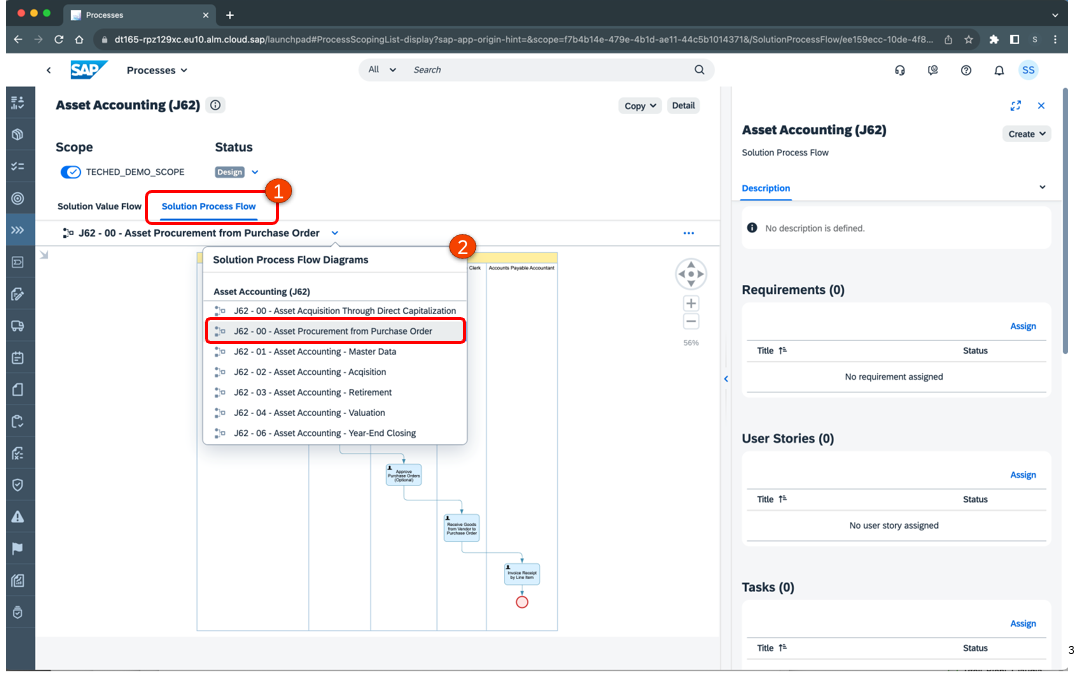 Processes
dt165-rpz129xc.eu10.alm.cloud.sap/launchpad#ProcessScopingList-display?sap-app-origin-hint=&scope=f7b4b14e-479e-4b1d-ae11-44c5b1014371&/SolutionProcessFlow/ee159ecc-10de-4f8...
S
SAP
Processes
All
Search
SS
Asset Accounting (J62)
Copy
Detail
Scope
Status
TECHED_DEMO_SCOPE
Design
1
Solution Value Flow
Solution Process Flow
J62 - 00 - Asset Procurement from Purchase Order
2
Solution Process Flow Diagrams
Asset Accounting (J62)
J62 - 00 - Asset Acquisition Through Direct Capitalization
J62 - 00 - Asset Procurement from Purchase Order
J62 - 01 - Asset Accounting - Master Data
J62 - 02 - Asset Accounting - Acqisition
J62 - 03 - Asset Accounting - Retirement
J62 - 04 - Asset Accounting - Valuation
J62 - 06 - Asset Accounting - Year-End Closing
Clerk
Accounts Payable Accountant
56%
Approve
Purchase Orders
(Optional)
Receive Goods
from Vendor to
Purchase Order
Invoice Receipt
by Line Item
Asset Accounting (J62)
Create
Solution Process Flow
Description
No description is defined.
Requirements (0)
Assign
Title
Status
No requirement assigned
User Stories (0)
Assign
Title
Status
No user story assigned
Tasks (0)
Assign
Title
Status
3